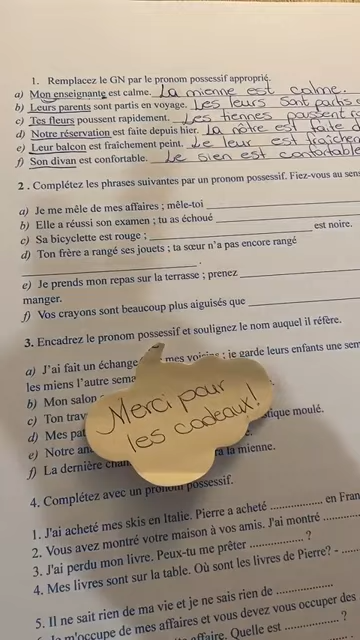 1. Remplacez le GN par le pronom possessif approprié.
a) Mon enseignante est calme. La mienne est calme.
b) Leurs parents sont partis en voyage. Les leurs sont partis
c) Tes fleurs poussent rapidement. Les tiennes poussent
d) Notre réservation est faite depuis hier. La nôtre est faite
e) Leur balcon est fraîchement peint. Le leur est
f) Son divan est confortable. Le sien est confortable
2. Complétez les phrases suivantes par un pronom possessif. Fiez-vous au sens
a) Je me mêle de mes affaires ; mêle-toi
b) Elle a réussi son examen ; tu as échoué
c) Sa bicyclette est rouge ; est noire.
d) Ton frère a rangé ses jouets ; ta sœur n'a pas encore rangé
.
e) Je prends mon repas sur la terrasse ; prenez
manger.
f) Vos crayons sont beaucoup plus aiguisés que
3. Encadrez le pronom possessif et soulignez le nom auquel il réfère.
a) J'ai fait un échange mes voisins ; je garde leurs enfants une
les miens l'autre
b) Mon salon
c) Ton moulé.
d) Mes
e) Notre la mienne.
f) La dernière
Merci pour
les cadeaux!
4. Complétez avec un pronom possessif.
1. J'ai acheté mes skis en Italie. Pierre a acheté .................. en
2. Vous avez montré votre maison à vos amis. J'ai montré
3. J'ai perdu mon livre. Peux-tu me prêter ..................?
4. Mes livres sont sur la table. Où sont les livres de Pierre? -
5. Il ne sait rien de ma vie et je ne sais rien de ..................
m'occupe de mes affaires et vous devez vous occuper des
affaire. Quelle est ..................?